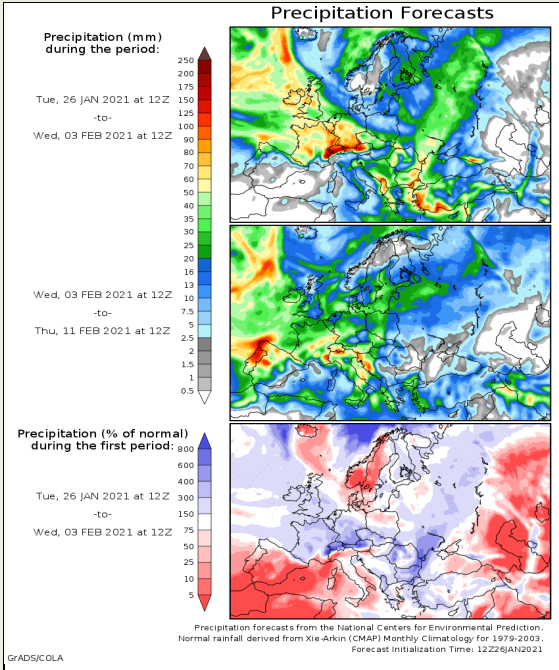 Precipitation Forecasts
Precipitation (mm)
during the period:
Tue, 26 JAN 2021 at 12Z
-to-
Wed, 03 FEB 2021 at 12Z
250
200
175
150
125
100
90
80
70
60
50
40
35
30
25
20
16
13
10
7.5
5
2.5
2
1.5
1
0.5
Wed, 03 FEB 2021 at 12Z
-to-
Thu, 11 FEB 2021 at 12Z
Precipitation (% of normal)
during the first period:
Tue, 26 JAN 2021 at 12Z
-to-
Wed, 03 FEB 2021 at 12Z
800
600
400
300
150
75
50
25
10
5
Precipitation forecasts from the National Centers for Environmental Prediction.
Normal rainfall derived from Xie-Arkin (CMAP) Monthly Climatology for 1979-2003.
Forecast Initialization Time: 12Z26JAN2021
GrADS/COLA